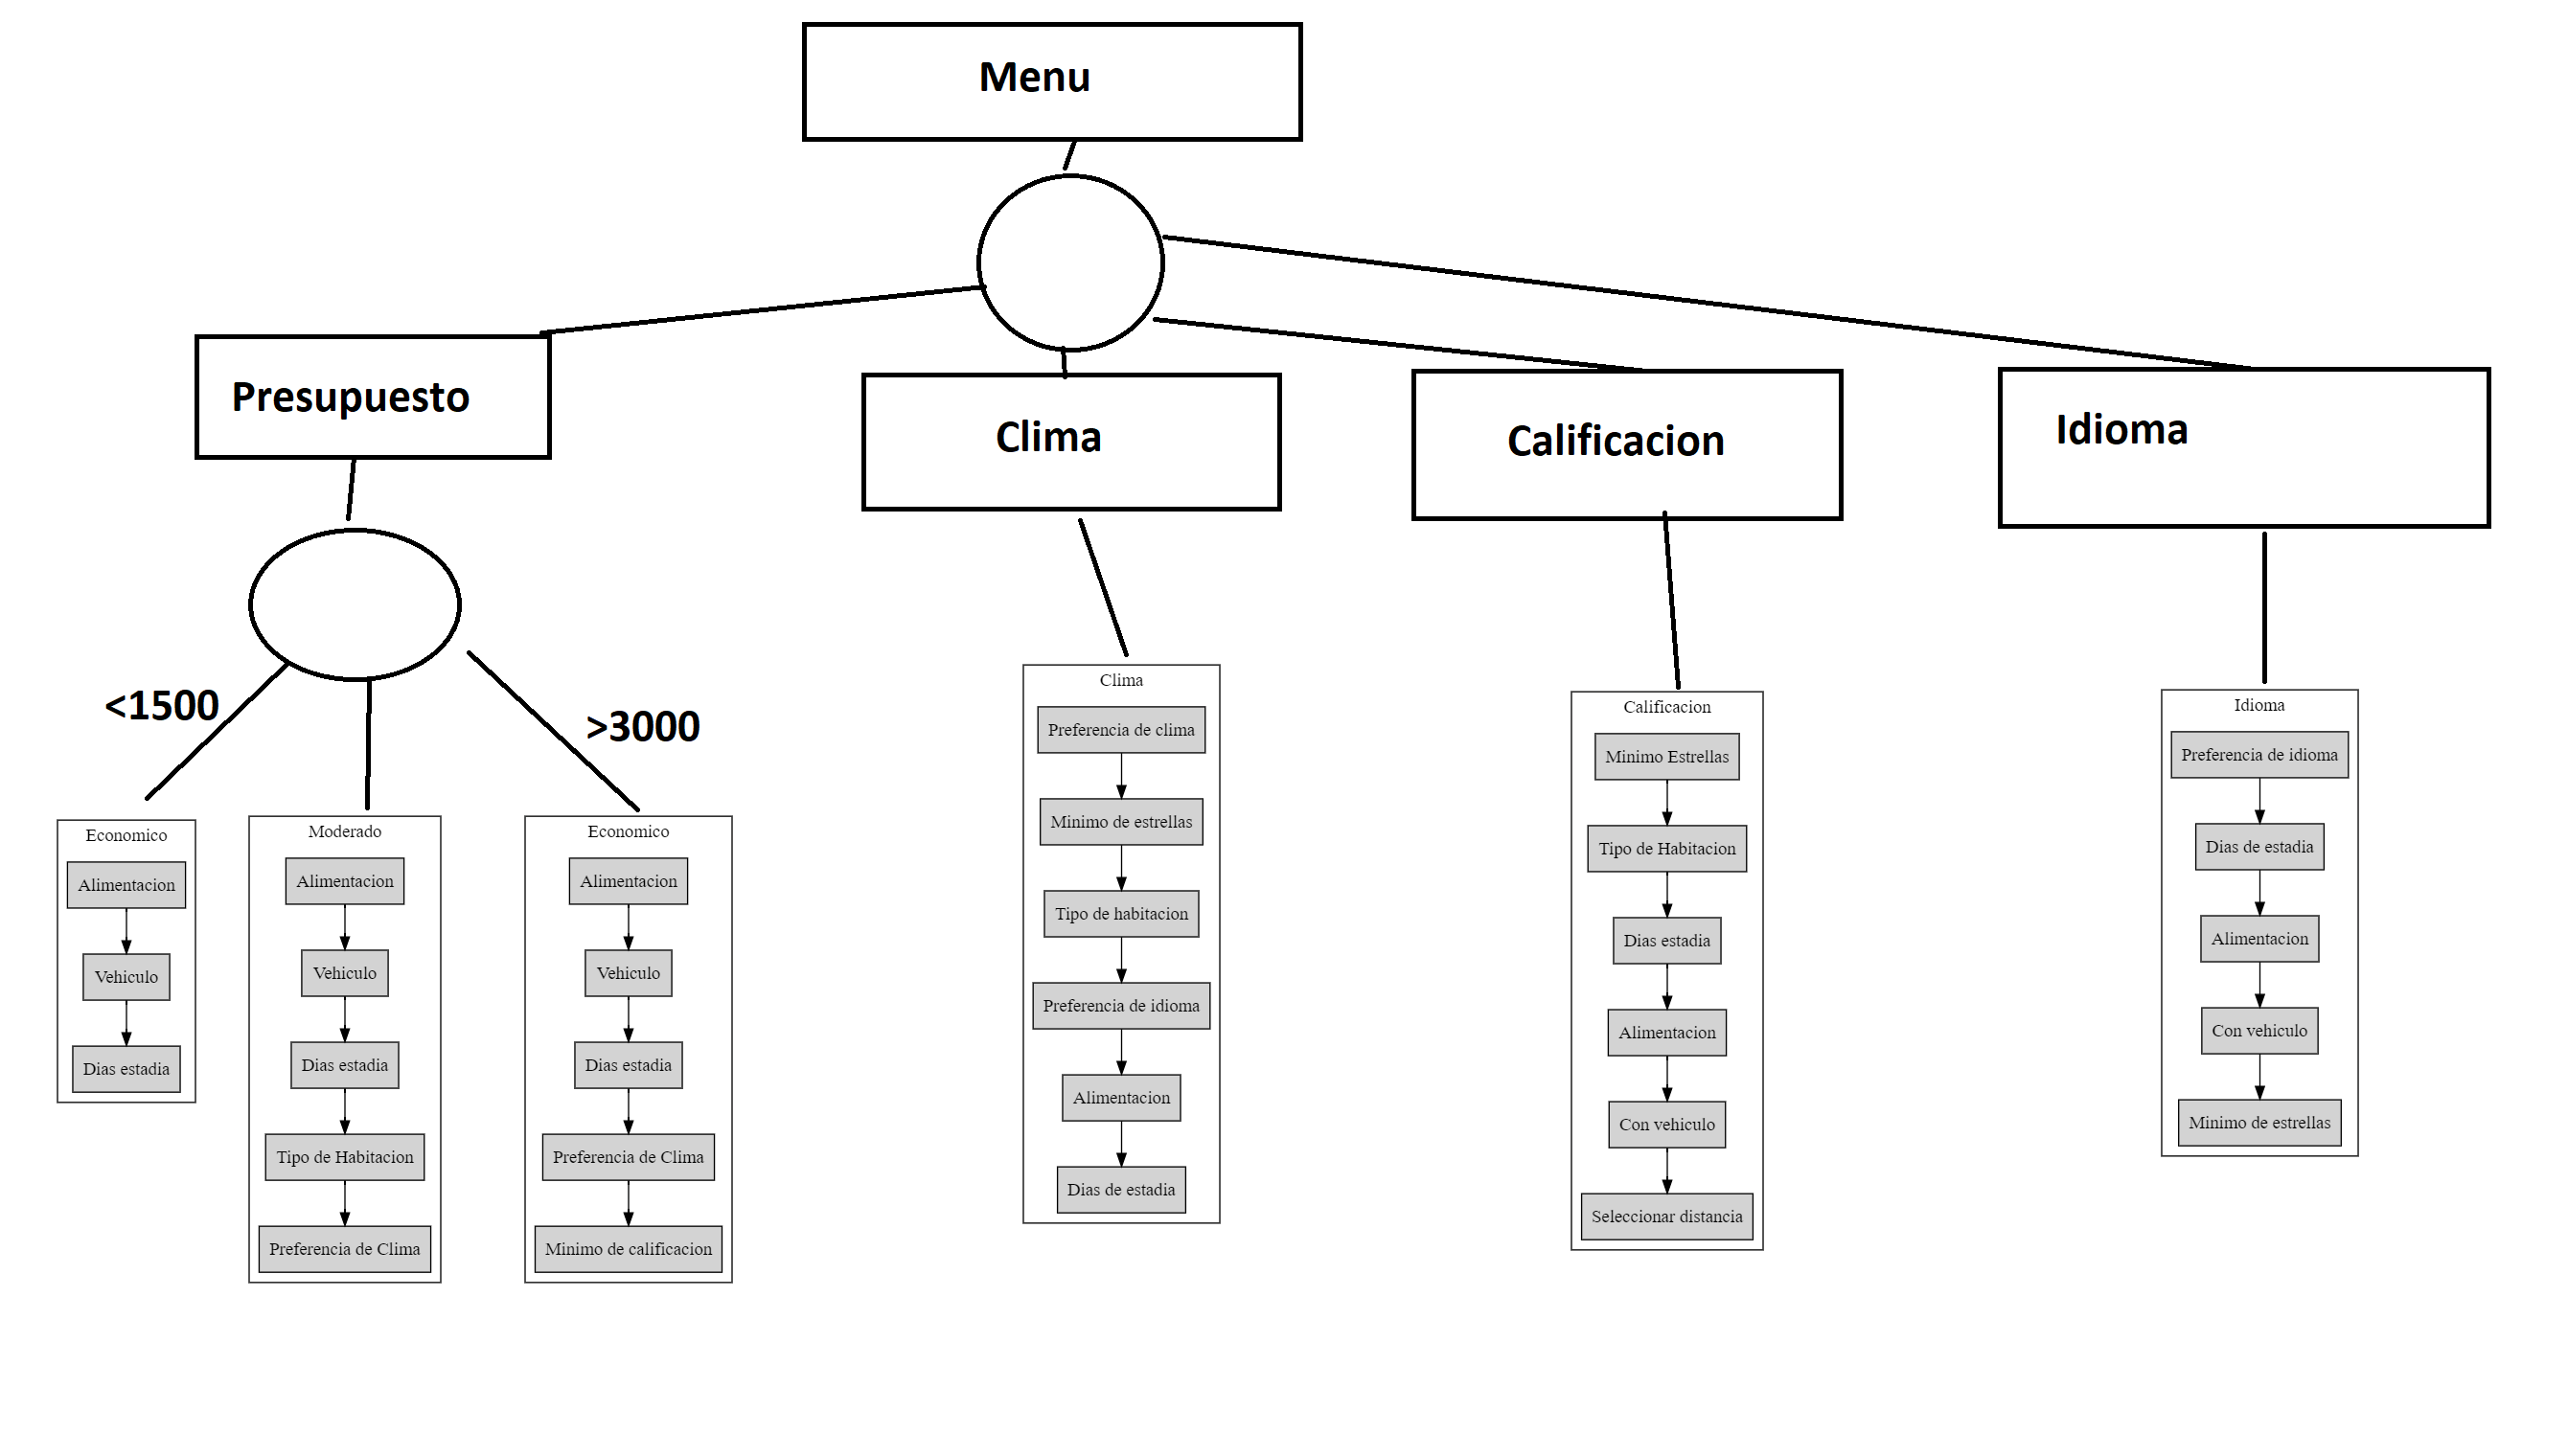 Menu
Presupuesto
Clima
Calificacion
Idioma
<1500
>3000
Economico
Alimentacion
Vehiculo
Dias estadia
Moderado
Alimentacion
Vehiculo
Dias estadia
Tipo de Habitacion
Preferencia de Clima
Economico
Alimentacion
Vehiculo
Dias estadia
Preferencia de Clima
Minimo de calificacion
Clima
Preferencia de clima
Minimo de estrellas
Tipo de habitacion
Preferencia de idioma
Alimentacion
Dias de estadia
Calificacion
Minimo Estrellas
Tipo de Habitacion
Dias estadia
Alimentacion
Con vehiculo
Seleccionar distancia
Idioma
Preferencia de idioma
Dias de estadia
Alimentacion
Con vehiculo
Minimo de estrellas